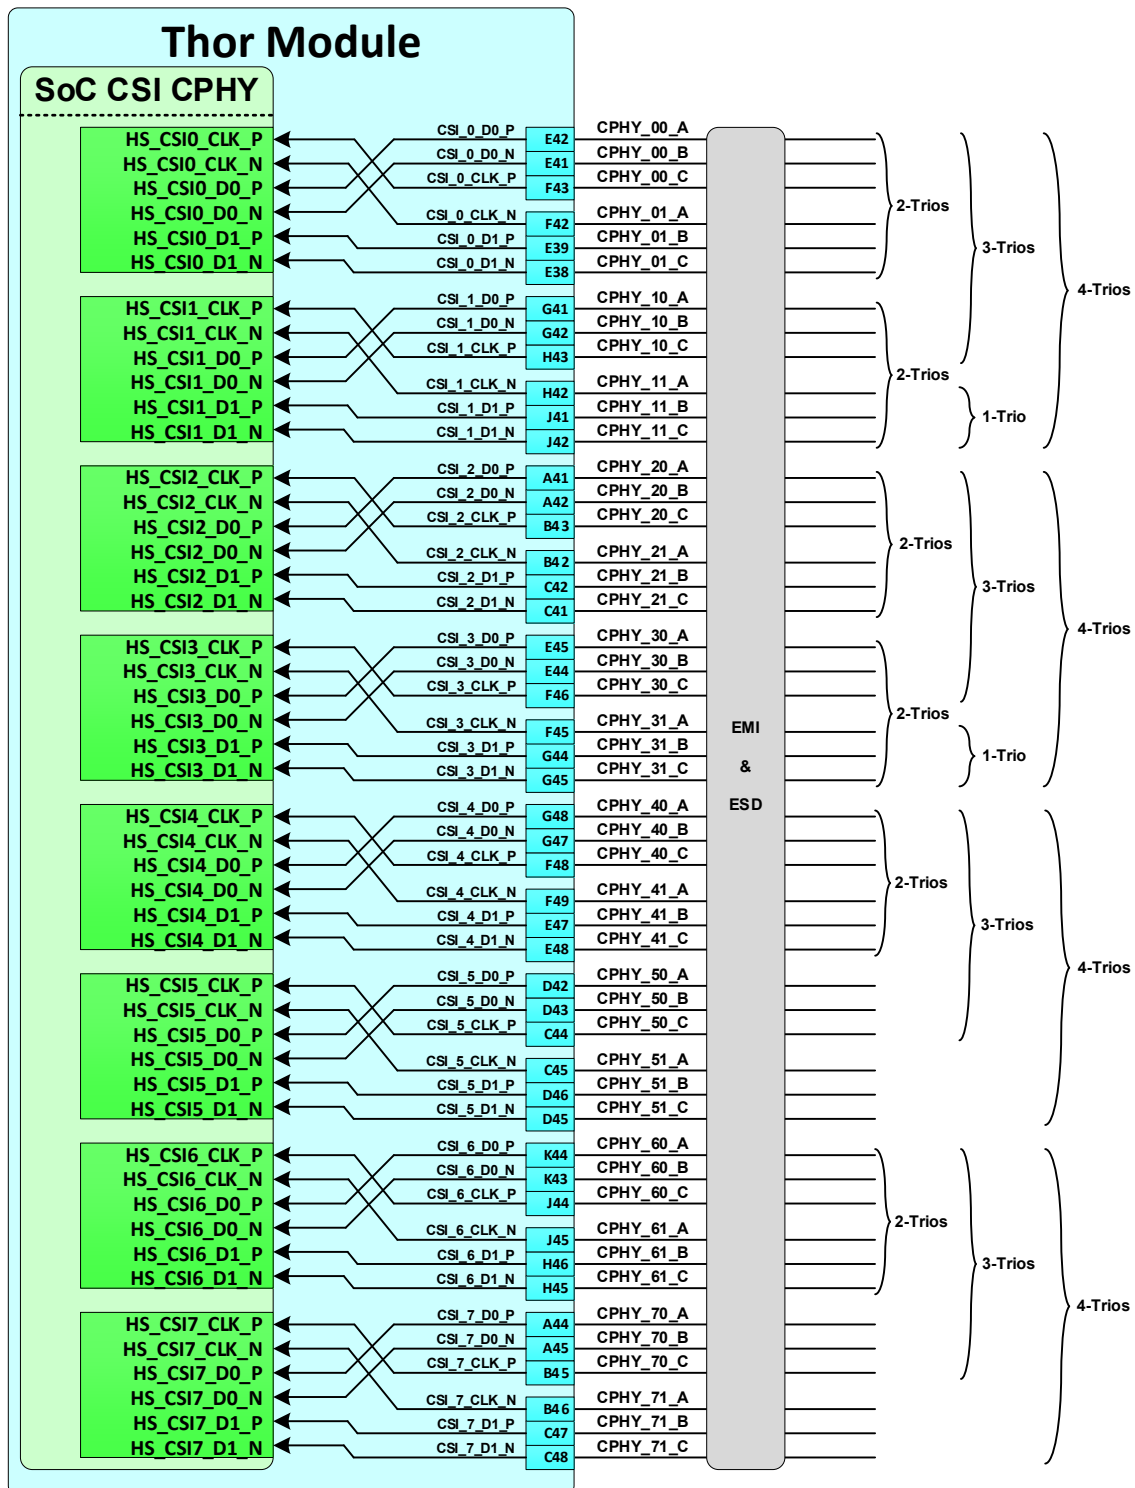 Thor Module
SoC CSI CPHY
HS_CSI0_CLK_P CSI_0_D0_P E42 CPHY_00_A
HS_CSI0_CLK_N CSI_0_D0_N E41 CPHY_00_B
HS_CSI0_D0_P CSI_0_CLK_P F43 CPHY_00_C
HS_CSI0_D0_N CSI_0_CLK_N F42 CPHY_01_A
HS_CSI0_D1_P CSI_0_D1_P E39 CPHY_01_B
HS_CSI0_D1_N CSI_0_D1_N E38 CPHY_01_C
2-Trios
3-Trios
4-Trios
HS_CSI1_CLK_P CSI_1_D0_P G41 CPHY_10_A
HS_CSI1_CLK_N CSI_1_D0_N G42 CPHY_10_B
HS_CSI1_D0_P CSI_1_CLK_P H43 CPHY_10_C
HS_CSI1_D0_N CSI_1_CLK_N H42 CPHY_11_A
HS_CSI1_D1_P CSI_1_D1_P J41 CPHY_11_B
HS_CSI1_D1_N CSI_1_D1_N J42 CPHY_11_C
2-Trios
1-Trio
HS_CSI2_CLK_P CSI_2_D0_P A41 CPHY_20_A
HS_CSI2_CLK_N CSI_2_D0_N A42 CPHY_20_B
HS_CSI2_D0_P CSI_2_CLK_P B43 CPHY_20_C
HS_CSI2_D0_N CSI_2_CLK_N B42 CPHY_21_A
HS_CSI2_D1_P CSI_2_D1_P C42 CPHY_21_B
HS_CSI2_D1_N CSI_2_D1_N C41 CPHY_21_C
2-Trios
3-Trios
4-Trios
HS_CSI3_CLK_P CSI_3_D0_P E45 CPHY_30_A
HS_CSI3_CLK_N CSI_3_D0_N E44 CPHY_30_B
HS_CSI3_D0_P CSI_3_CLK_P F46 CPHY_30_C
HS_CSI3_D0_N CSI_3_CLK_N F45 CPHY_31_A
HS_CSI3_D1_P CSI_3_D1_P G44 CPHY_31_B
HS_CSI3_D1_N CSI_3_D1_N G45 CPHY_31_C
2-Trios
1-Trio
EMI
&
ESD
HS_CSI4_CLK_P CSI_4_D0_P G48 CPHY_40_A
HS_CSI4_CLK_N CSI_4_D0_N G47 CPHY_40_B
HS_CSI4_D0_P CSI_4_CLK_P F48 CPHY_40_C
HS_CSI4_D0_N CSI_4_CLK_N F49 CPHY_41_A
HS_CSI4_D1_P CSI_4_D1_P E47 CPHY_41_B
HS_CSI4_D1_N CSI_4_D1_N E48 CPHY_41_C
2-Trios
3-Trios
4-Trios
HS_CSI5_CLK_P CSI_5_D0_P D42 CPHY_50_A
HS_CSI5_CLK_N CSI_5_D0_N D43 CPHY_50_B
HS_CSI5_D0_P CSI_5_CLK_P C44 CPHY_50_C
HS_CSI5_D0_N CSI_5_CLK_N C45 CPHY_51_A
HS_CSI5_D1_P CSI_5_D1_P D46 CPHY_51_B
HS_CSI5_D1_N CSI_5_D1_N D45 CPHY_51_C
HS_CSI6_CLK_P CSI_6_D0_P K44 CPHY_60_A
HS_CSI6_CLK_N CSI_6_D0_N K43 CPHY_60_B
HS_CSI6_D0_P CSI_6_CLK_P J44 CPHY_60_C
HS_CSI6_D0_N CSI_6_CLK_N J45 CPHY_61_A
HS_CSI6_D1_P CSI_6_D1_P H46 CPHY_61_B
HS_CSI6_D1_N CSI_6_D1_N H45 CPHY_61_C
2-Trios
3-Trios
4-Trios
HS_CSI7_CLK_P CSI_7_D0_P A44 CPHY_70_A
HS_CSI7_CLK_N CSI_7_D0_N A45 CPHY_70_B
HS_CSI7_D0_P CSI_7_CLK_P B45 CPHY_70_C
HS_CSI7_D0_N CSI_7_CLK_N B46 CPHY_71_A
HS_CSI7_D1_P CSI_7_D1_P C47 CPHY_71_B
HS_CSI7_D1_N CSI_7_D1_N C48 CPHY_71_C